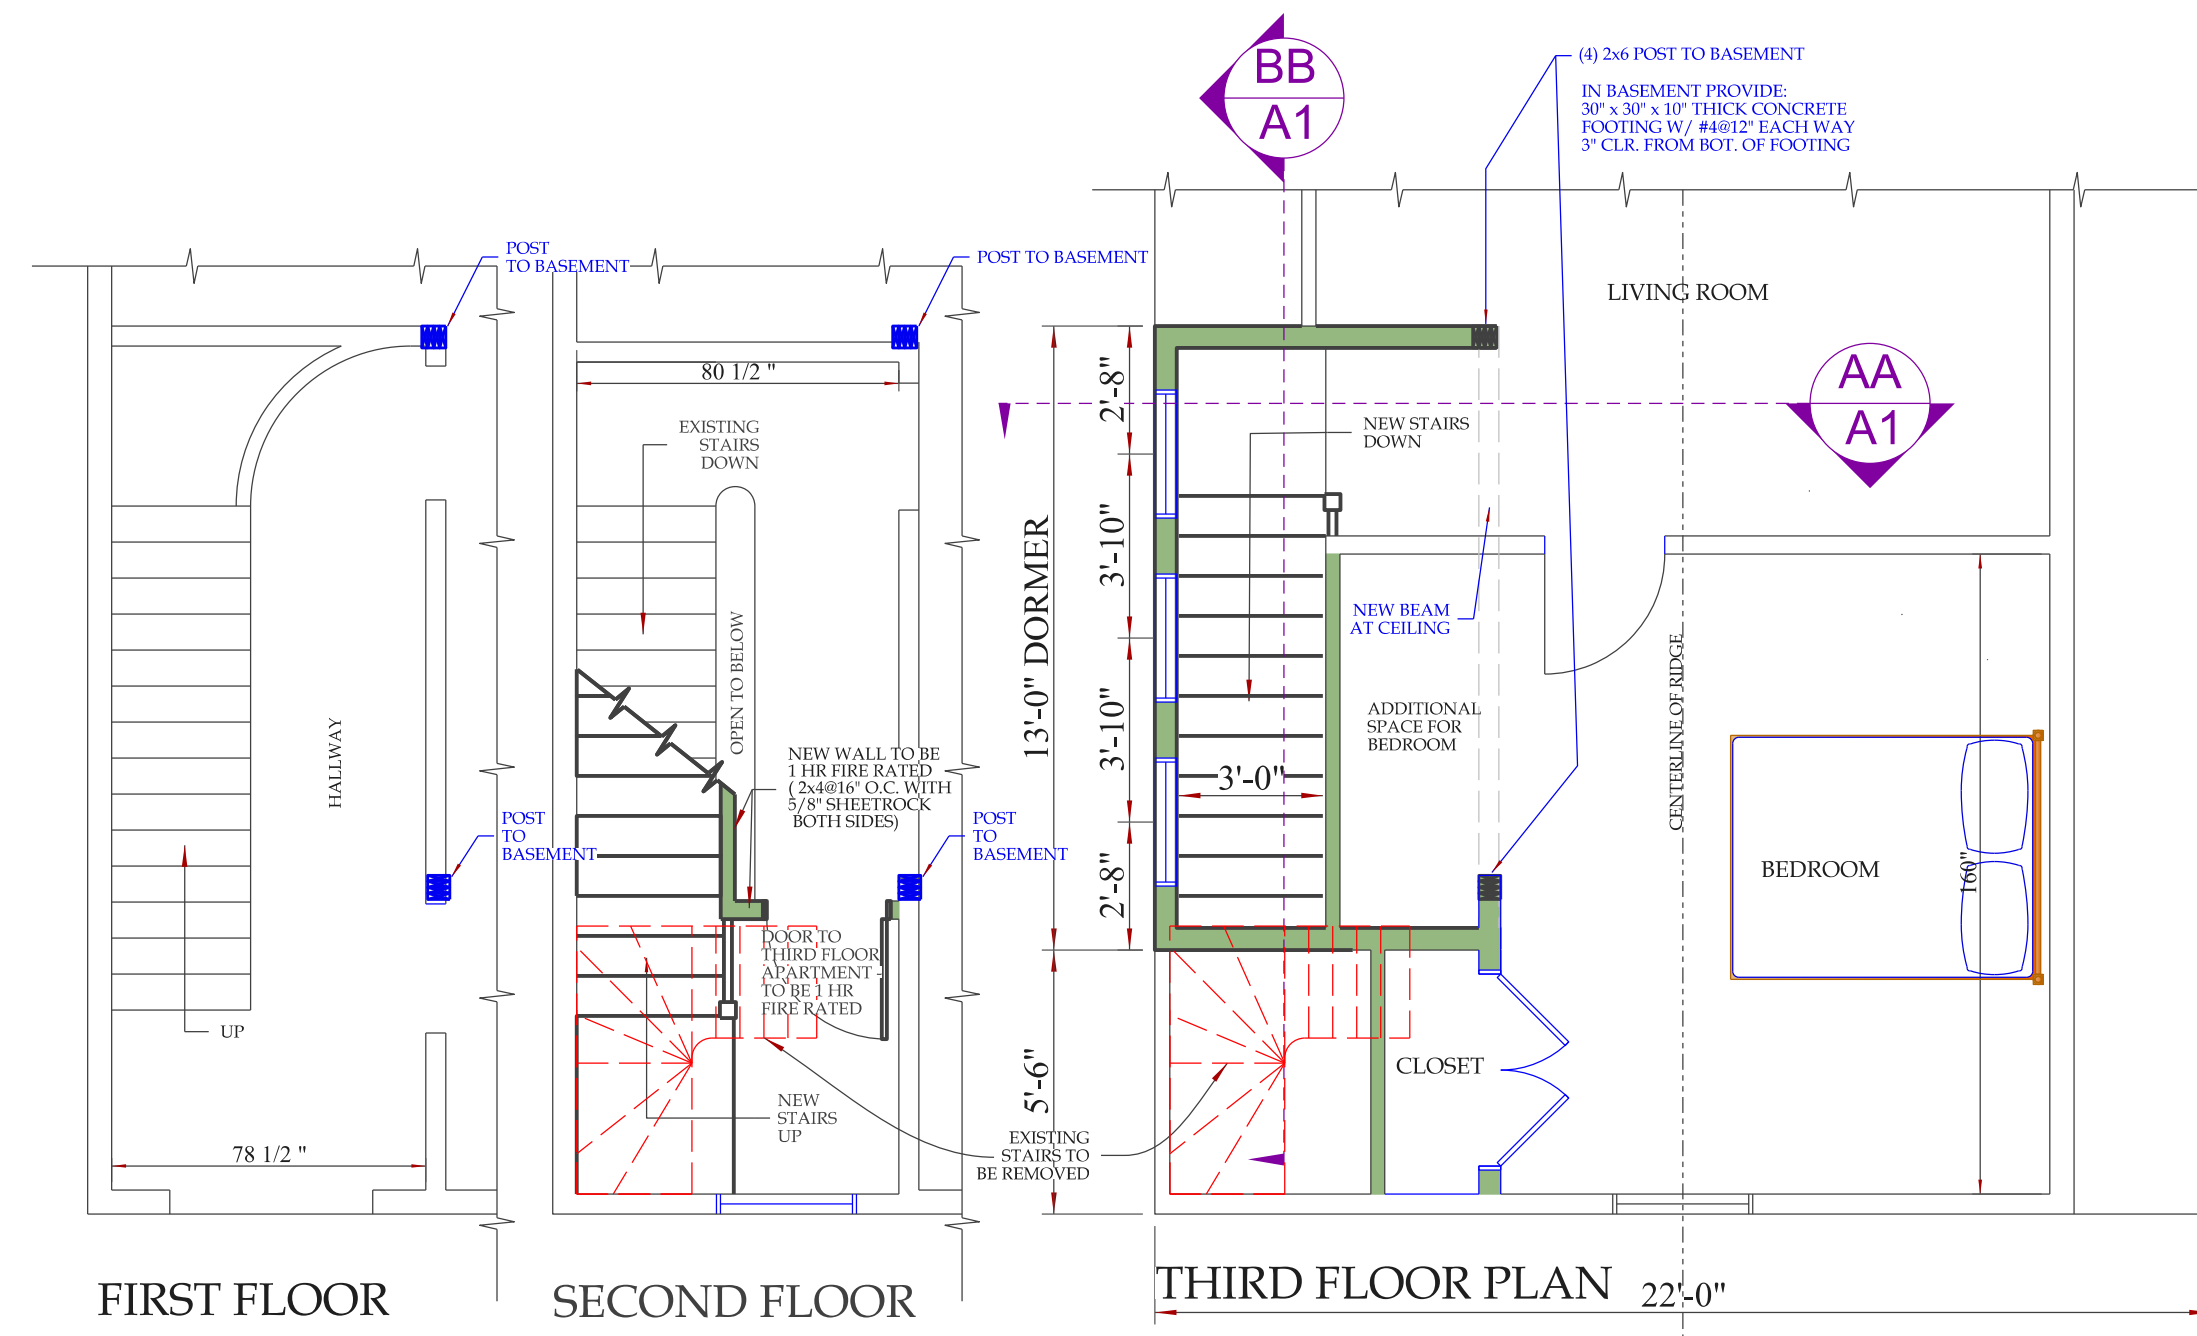 BB
A1
(4) 2x6 POST TO BASEMENT
IN BASEMENT PROVIDE:
30" x 30" x 10" THICK CONCRETE
FOOTING W/ #4@12" EACH WAY
3" CLR. FROM BOT. OF FOOTING
POST
TO BASEMENT
POST TO BASEMENT
LIVING ROOM
80 1/2 "
EXISTING
STAIRS
DOWN
2'-8"
NEW STAIRS
DOWN
AA
A1
3'-10"
13'-0" DORMER
NEW BEAM
AT CEILING
OPEN TO BELOW
CENTERLINE OF RIDGE
HALLWAY
3'-10"
ADDITIONAL
SPACE FOR
BEDROOM
NEW WALL TO BE
1 HR FIRE RATED
( 2x4@16" O.C. WITH
5/8" SHEETROCK
BOTH SIDES)
3'-0"
POST
TO
BASEMENT
POST
TO
BASEMENT
2'-8"
BEDROOM
160"
DOOR TO
THIRD FLOOR
APARTMENT
TO BE 1 HR
FIRE RATED
UP
5'-6"
CLOSET
NEW
STAIRS
UP
EXISTING
STAIRS TO
BE REMOVED
78 1/2 "
FIRST FLOOR
SECOND FLOOR
THIRD FLOOR PLAN
22'-0"